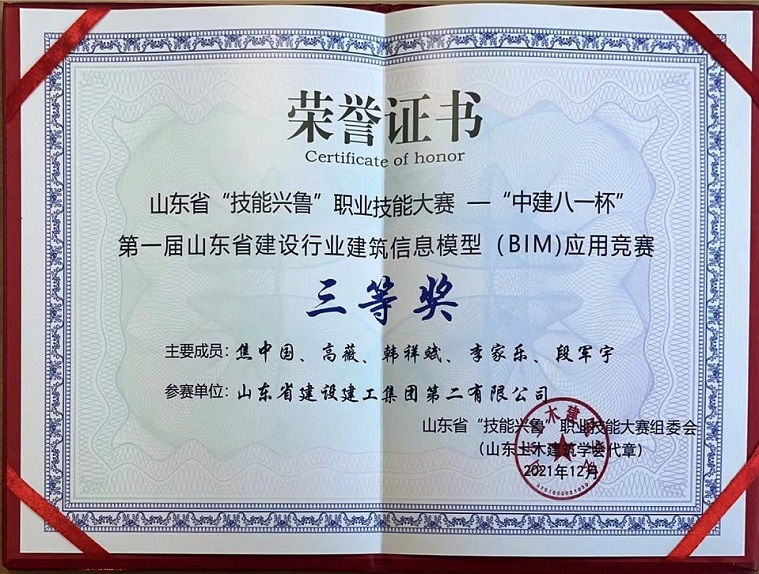 荣誉证书
Certificate of honor
山东省“技能兴鲁”职业技能大赛 —“中建八一杯”
第一届山东省建设行业建筑信息模型（BIM)应用竞赛
三等奖
主要成员：焦中国、高薇、韩祥斌、李家乐、段军宇
参赛单位：山东省建设建工集团第二有限公司
山东省“技能兴鲁”职业技能大赛组委会
（山东土木建筑学会代章）
2021年12月